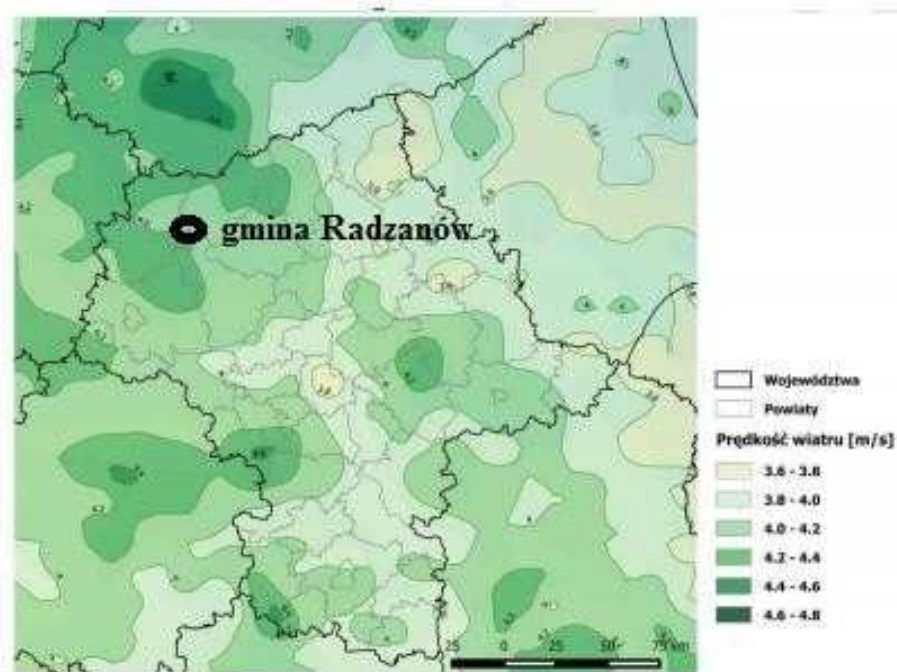 gmina Radzanów
Województwa
Powiaty
Prędkość wiatru [m/s]
3.6 - 3.8
3.8 - 4.0
4.0 - 4.2
4.2 - 4.4
4.4 - 4.6
4.6 - 4.8
25 0 25 50 75 km